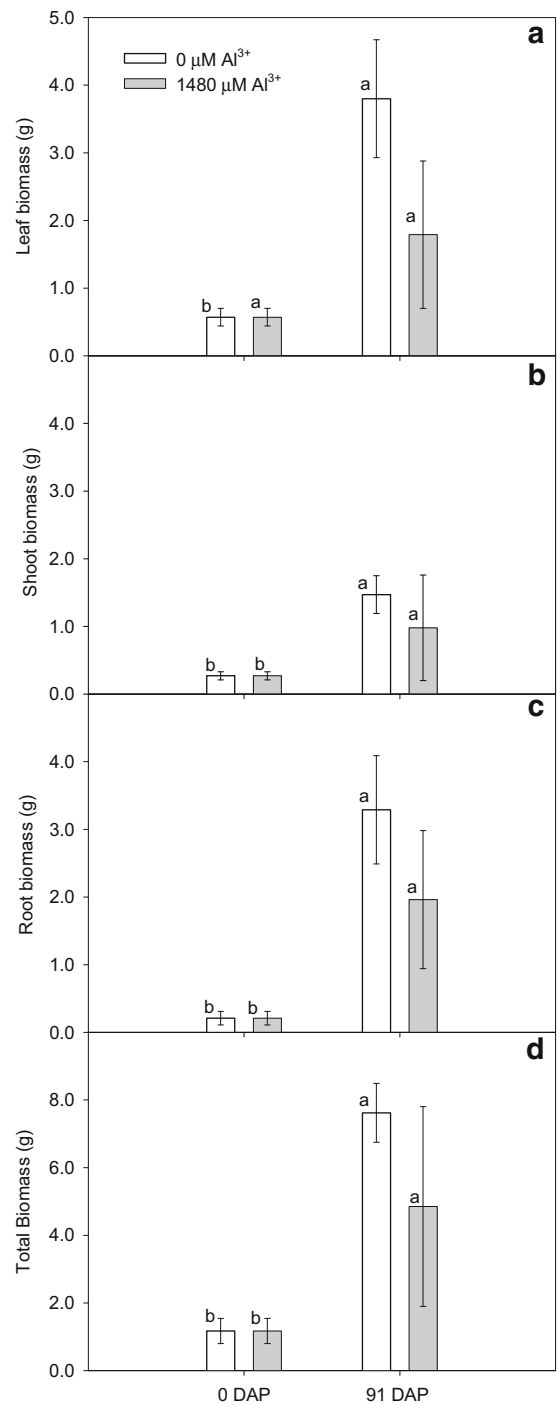 5.0
a
0 μM Al³⁺
1480 μM Al³⁺
4.0
3.0
2.0
1.0
0.0
Leaf biomass (g)
b
a
a
a
b
4.0
3.0
2.0
1.0
0.0
Shoot biomass (g)
b
b
a
a
c
4.0
3.0
2.0
1.0
0.0
Root biomass (g)
b
b
a
a
d
8.0
6.0
4.0
2.0
0.0
Total Biomass (g)
b
b
a
a
0 DAP
91 DAP